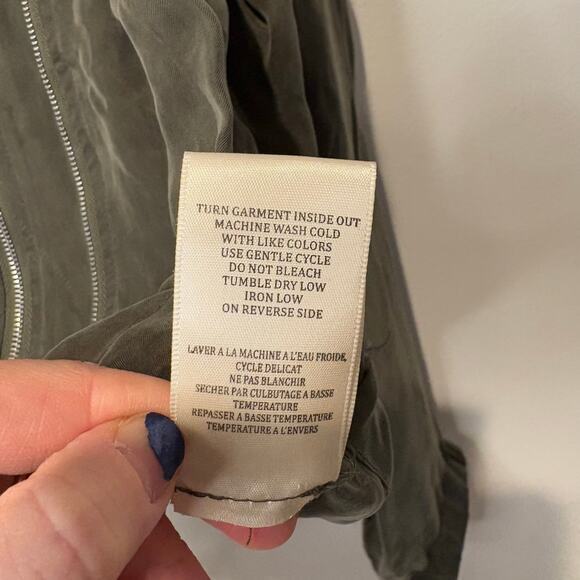 TURN GARMENT INSIDE OUT
MACHINE WASH COLD
WITH LIKE COLORS
USE GENTLE CYCLE
DO NOT BLEACH
TUMBLE DRY LOW
IRON LOW
ON REVERSE SIDE
LAVER A LA MACHINE A L'EAU FROIDE,
CYCLE DELICAT
NE PAS BLANCHIR
SECHER PAR CULBUTAGE A BASSE
TEMPERATURE
REPASSER A BASSE TEMPERATURE
TEMPERATURE A L'ENVERS